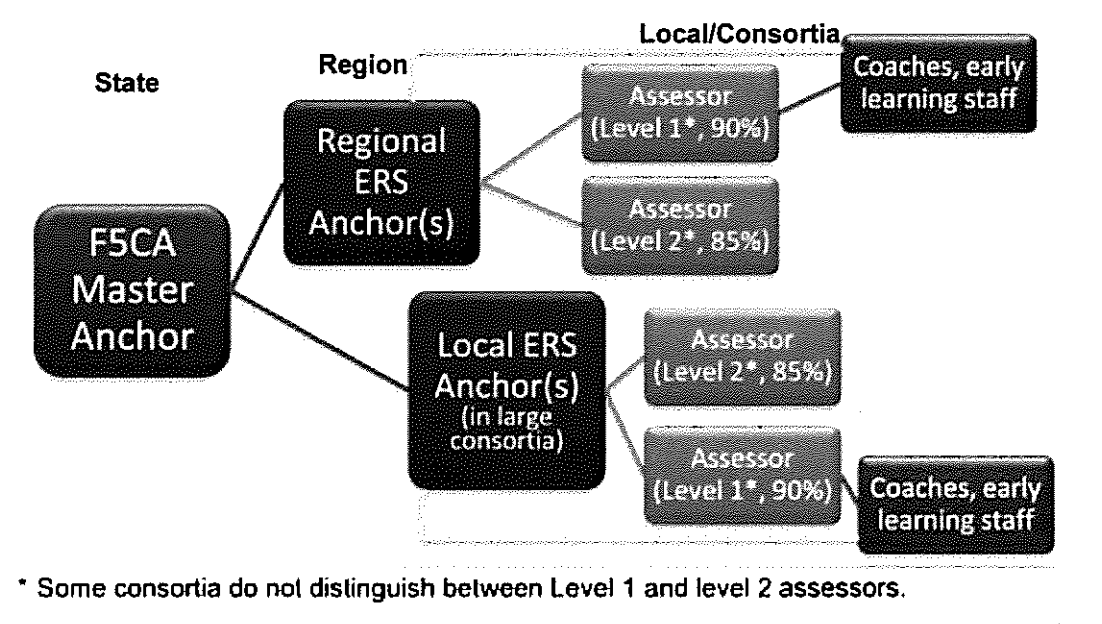 Local/Consortia
Region
State
Coaches, early
learning staff
Assessor
(Level 1*, 90%)
Regional
ERS
Anchor(s)
Assessor
(Level 2*, 85%)
F5CA
Master
Anchor
Local ERS
Anchor(s)
(in large
consortia)
Assessor
(Level 2*, 85%)
Assessor
(Level 1*, 90%)
Coaches, early
learning staff
* Some consortia do not distinguish between Level 1 and level 2 assessors.